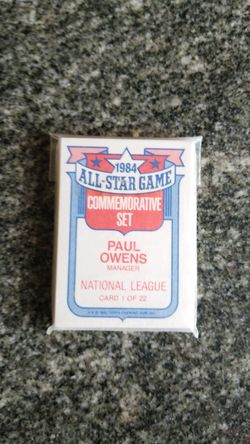 1984
ALL-STAR GAME
COMMEMORATIVE
SET
PAUL
OWENS
MANAGER
NATIONAL LEAGUE
CARD 1 OF 22